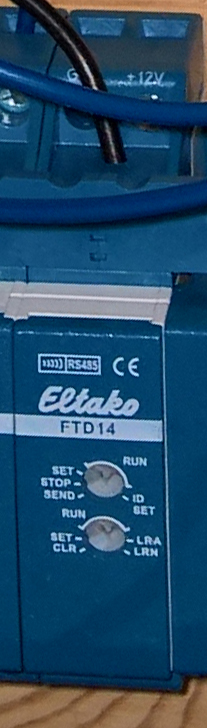 G +12V
RS485 CE
Eltako
FTD14
RUN
SET
STOP
SEND ID
SET
RUN
SET LRA
CLR LRN